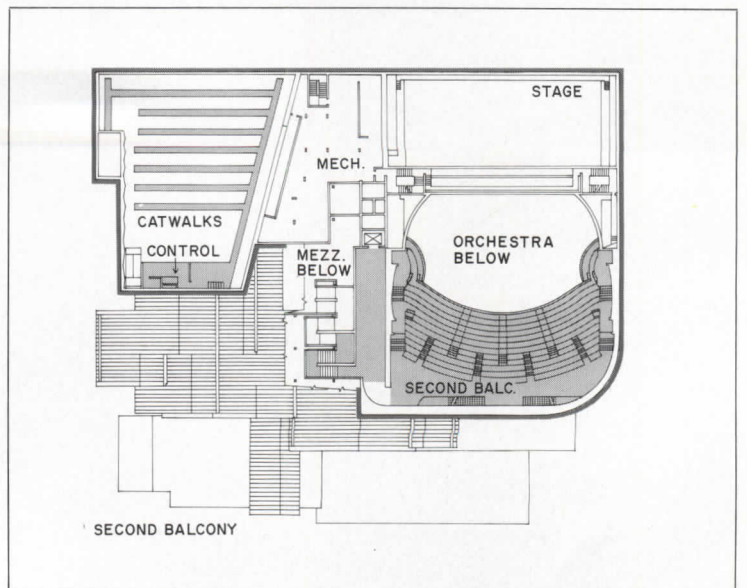 STAGE
MECH.
CATWALKS
CONTROL
MEZZ.
BELOW
ORCHESTRA
BELOW
SECOND BALC.
SECOND BALCONY